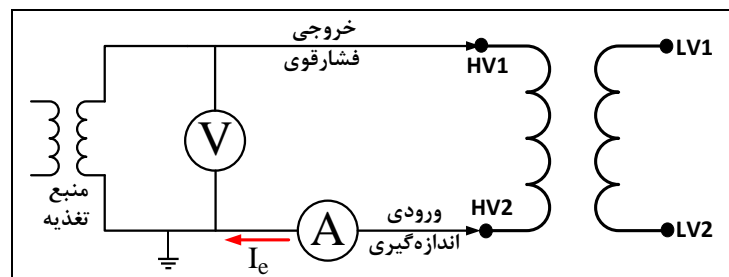 خروجی
فشارقوی
HV1
LV1
V
منبع
تغذیه
ورودی
اندازه‌گیری
HV2
LV2
A
Ie